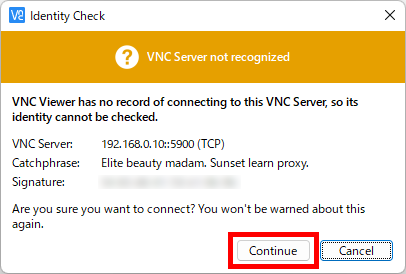 Identity Check
VNC Server not recognized
VNC Viewer has no record of connecting to this VNC Server, so its
identity cannot be checked.
VNC Server: 192.168.0.10::5900 (TCP)
Catchphrase: Elite beauty madam. Sunset learn proxy.
Signature:
Are you sure you want to connect? You won't be warned about this
again.
Continue Cancel